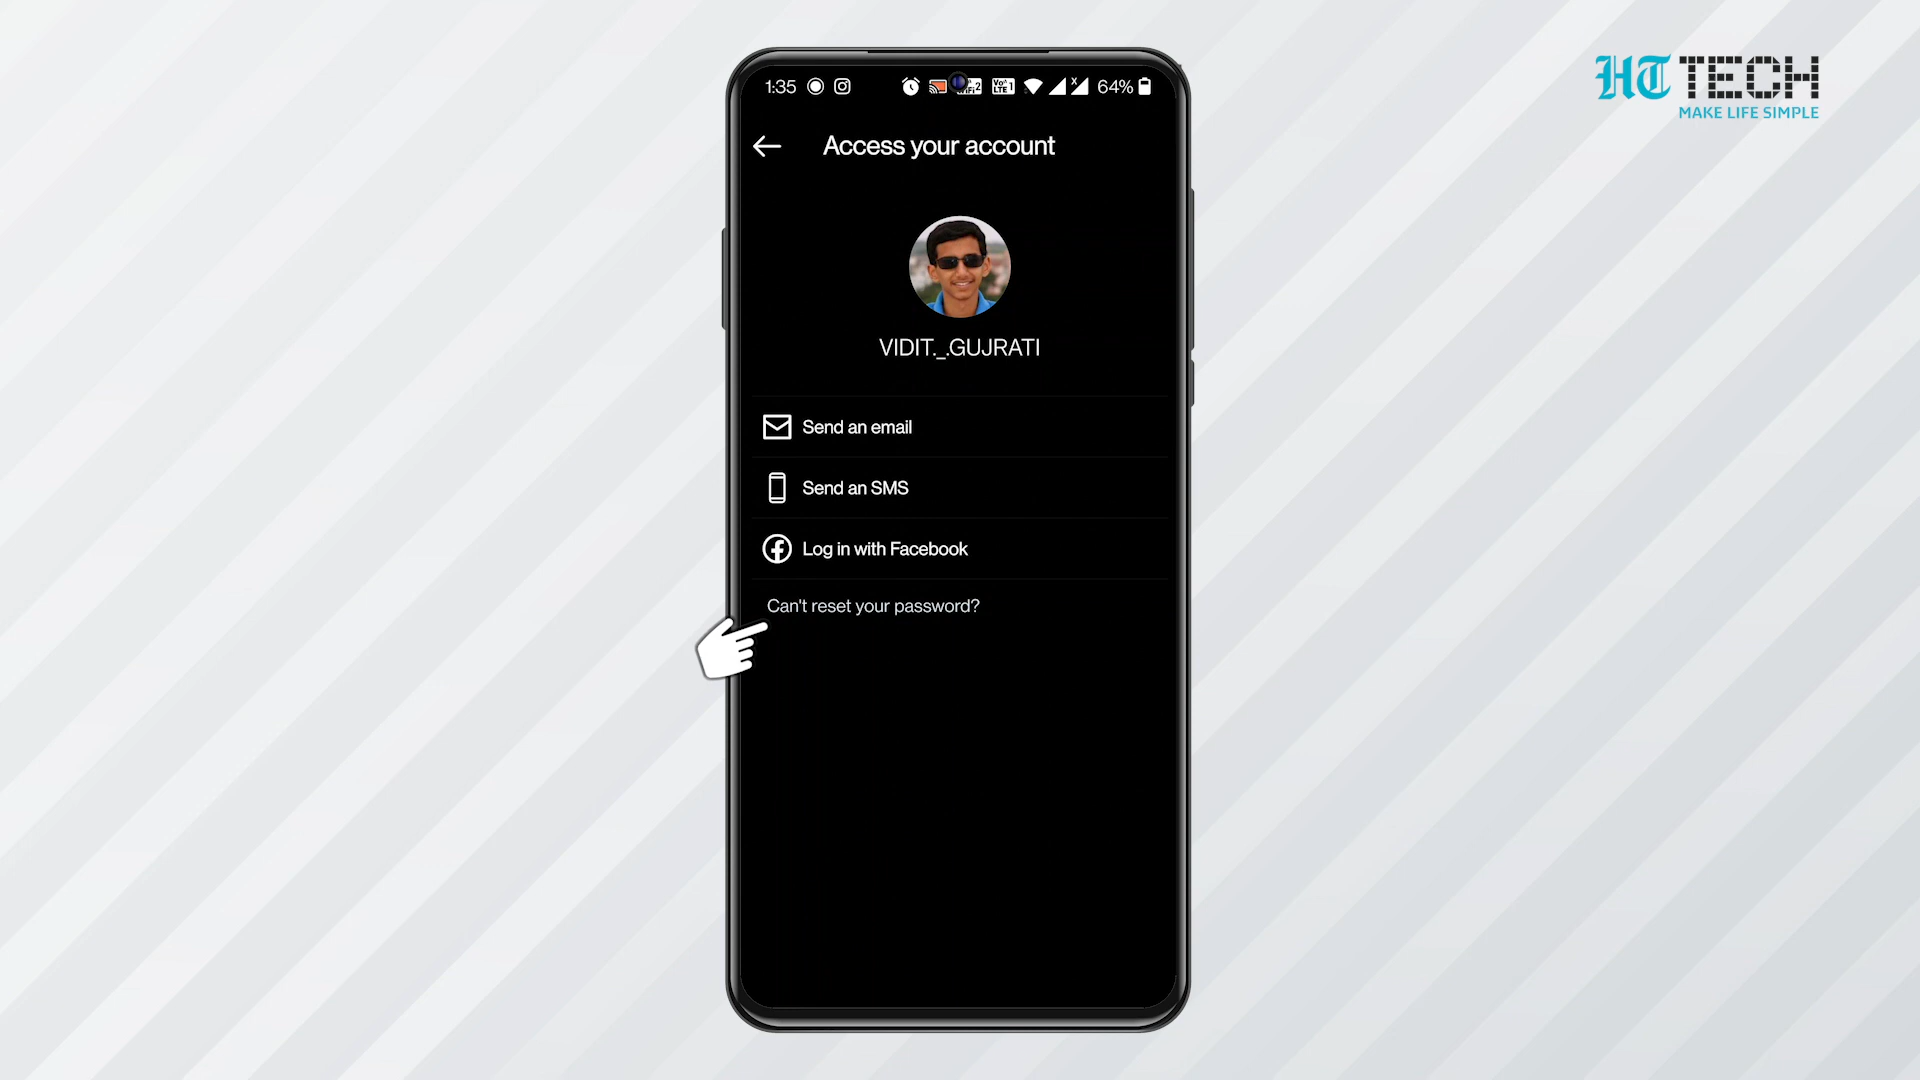 HT TECH
MAKE LIFE SIMPLE
1:35
64%
Access your account
VIDIT._.GUJRATI
Send an email
Send an SMS
Log in with Facebook
Can't reset your password?